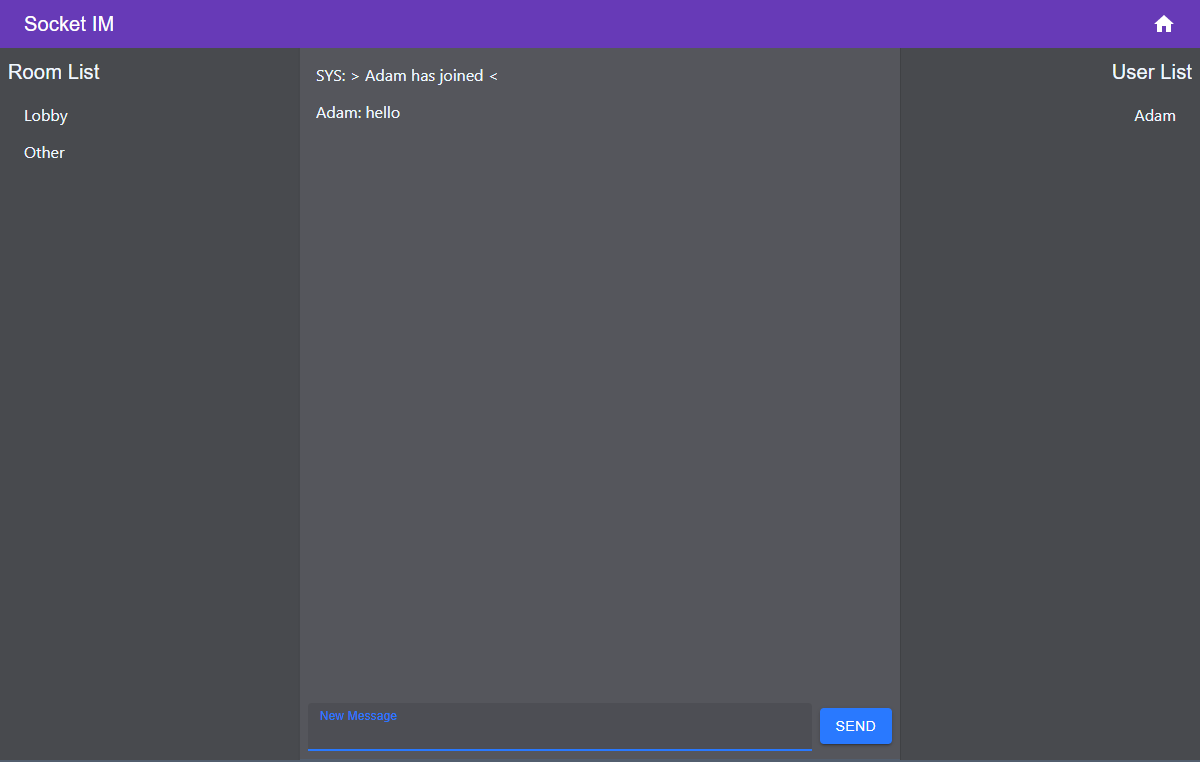 Socket IM
Room List
Lobby
Other
SYS: > Adam has joined <
Adam: hello
New Message
SEND
User List
Adam